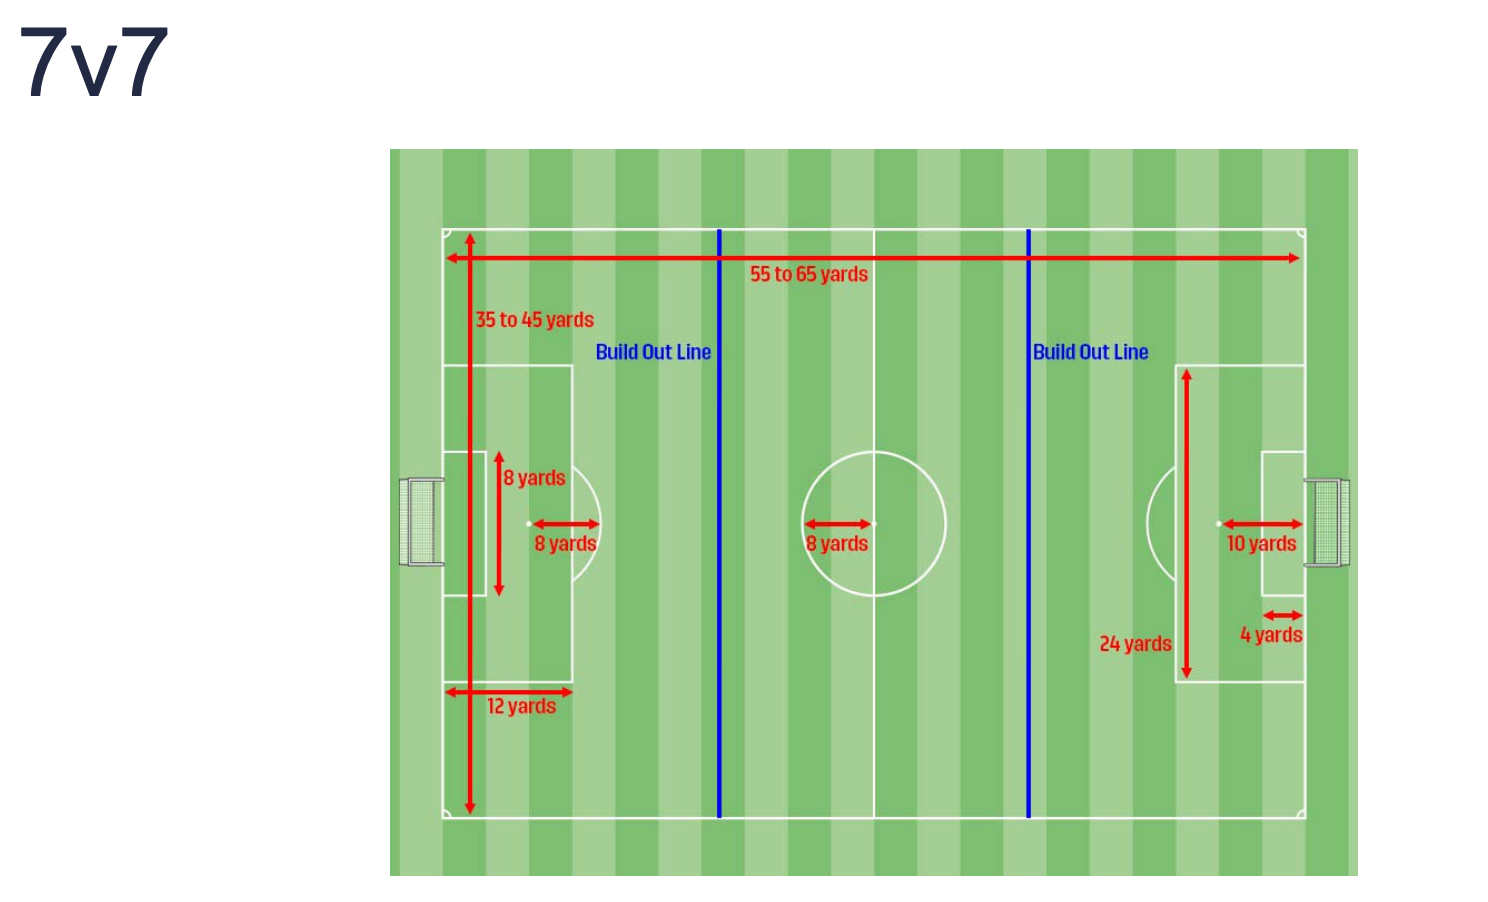 7v7
55 to 65 yards
35 to 45 yards
Build Out Line
Build Out Line
8 yards
8 yards
8 yards
10 yards
4 yards
24 yards
12 yards